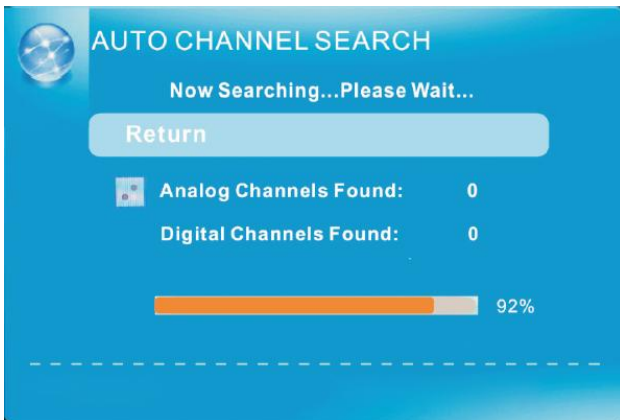 AUTO CHANNEL SEARCH
Now Searching...Please Wait...
Return
Analog Channels Found: 0
Digital Channels Found: 0
92%